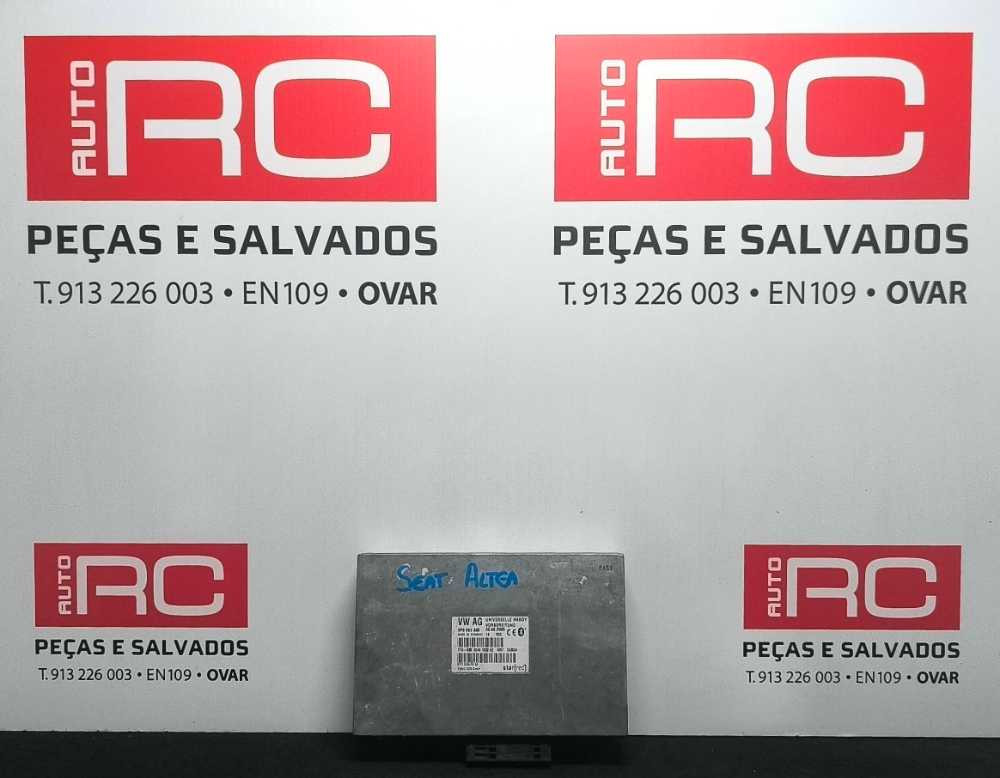 AUTO RC
AUTO RC
PEÇAS E SALVADOS
PEÇAS E SALVADOS
T. 913 226 003 • EN109 • OVAR
T. 913 226 003 • EN109 • OVAR
AUTO RC
AUTO RC
PEÇAS E SALVADOS
PEÇAS E SALVADOS
T. 913 226 003 • EN109 • OVAR
T. 913 226 003 • EN109 • OVAR
SEAT ALTEA
VW AG UNIVERSELLE HANDY
VORBEREITUNG
CE